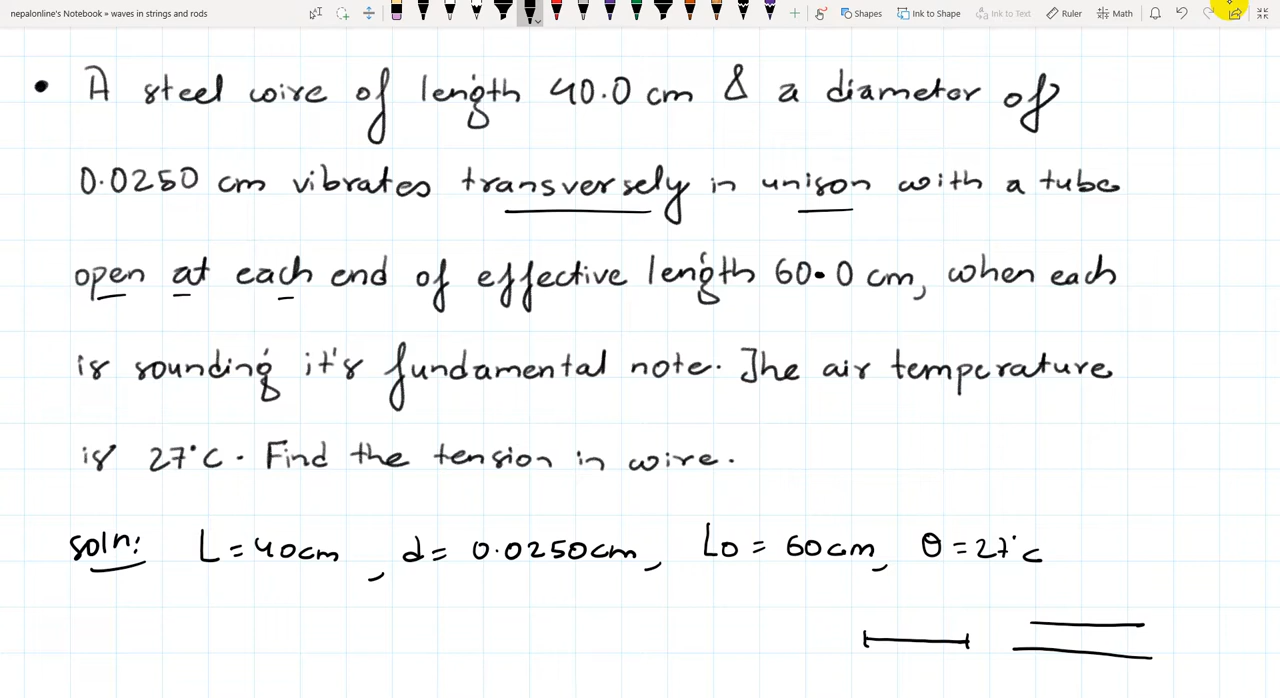 nepalonline's Notebook » waves in strings and rods
Shapes Ink to Shape Ink to Text Ruler Math
• A steel wire of length 40.0 cm & a diameter of
0.0250 cm vibrates transversely in unison with a tube
open at each end of effective length 60.0 cm, when each
is sounding it's fundamental note. The air temperature
is 27°C. Find the tension in wire.
soln: L = 40cm, d = 0.0250cm, Lo = 60cm, θ = 27°c